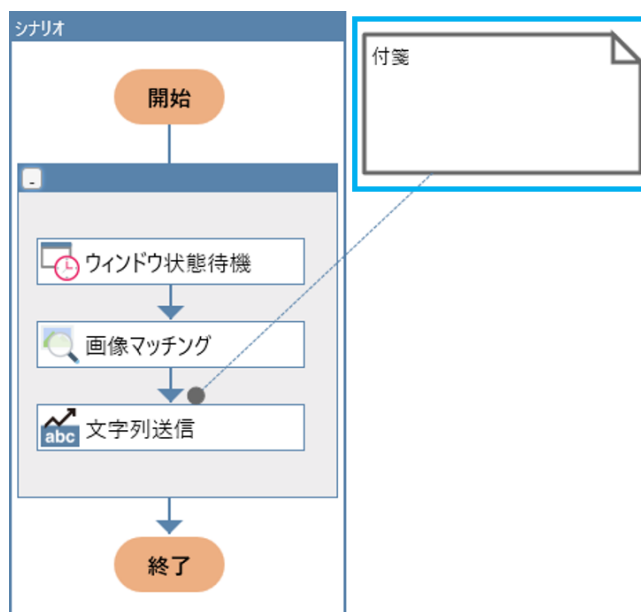 シナリオ
付箋
開始
-
ウィンドウ状態待機
画像マッチング
abc 文字列送信
終了